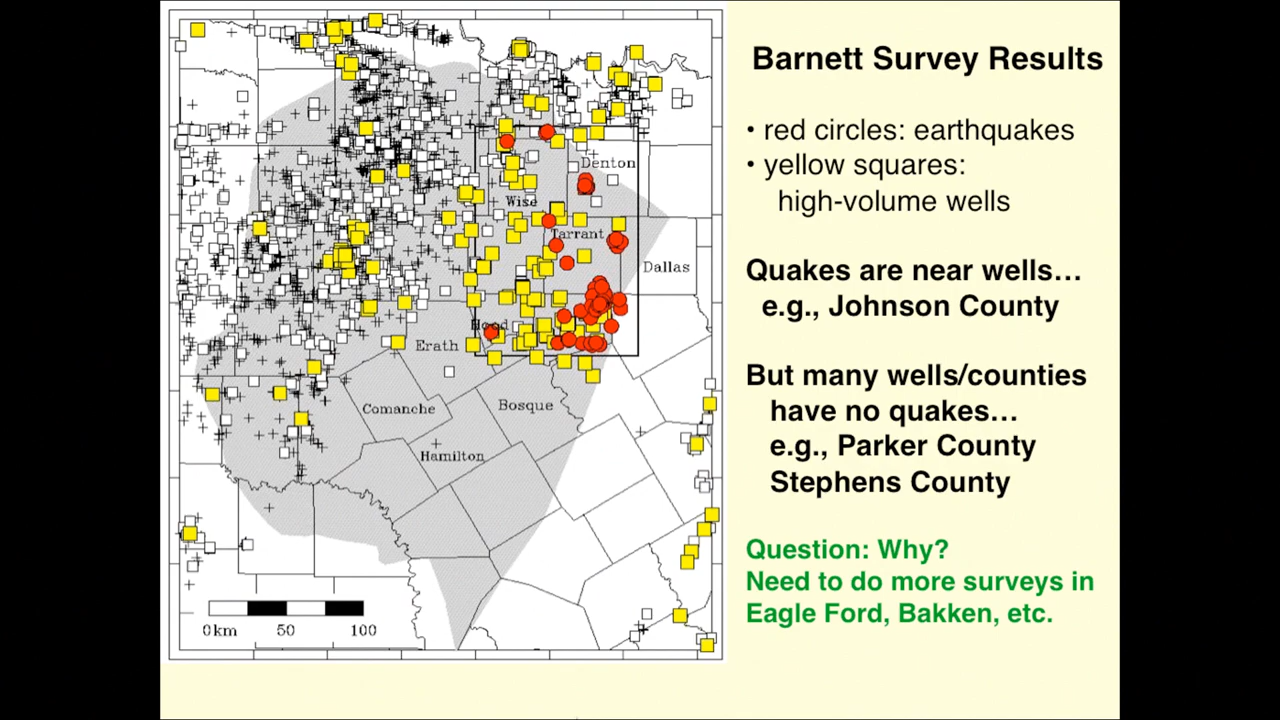 Barnett Survey Results
• red circles: earthquakes
• yellow squares:
high-volume wells
Quakes are near wells…
e.g., Johnson County
But many wells/counties
have no quakes…
e.g., Parker County
Stephens County
Question: Why?
Need to do more surveys in
Eagle Ford, Bakken, etc.
Denton
Wise
Tarrant
Dallas
Hood
Erath
Comanche
Bosque
Hamilton
0km 50 100